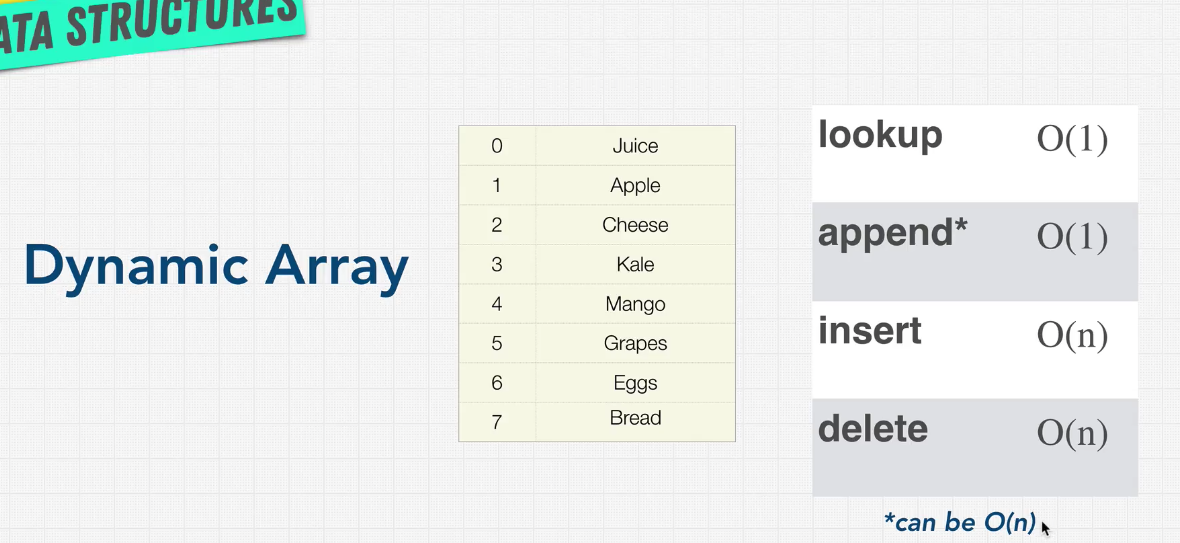 ATA STRUCTURES
Dynamic Array
0 Juice
1 Apple
2 Cheese
3 Kale
4 Mango
5 Grapes
6 Eggs
7 Bread
lookup O(1)
append* O(1)
insert O(n)
delete O(n)
*can be O(n)